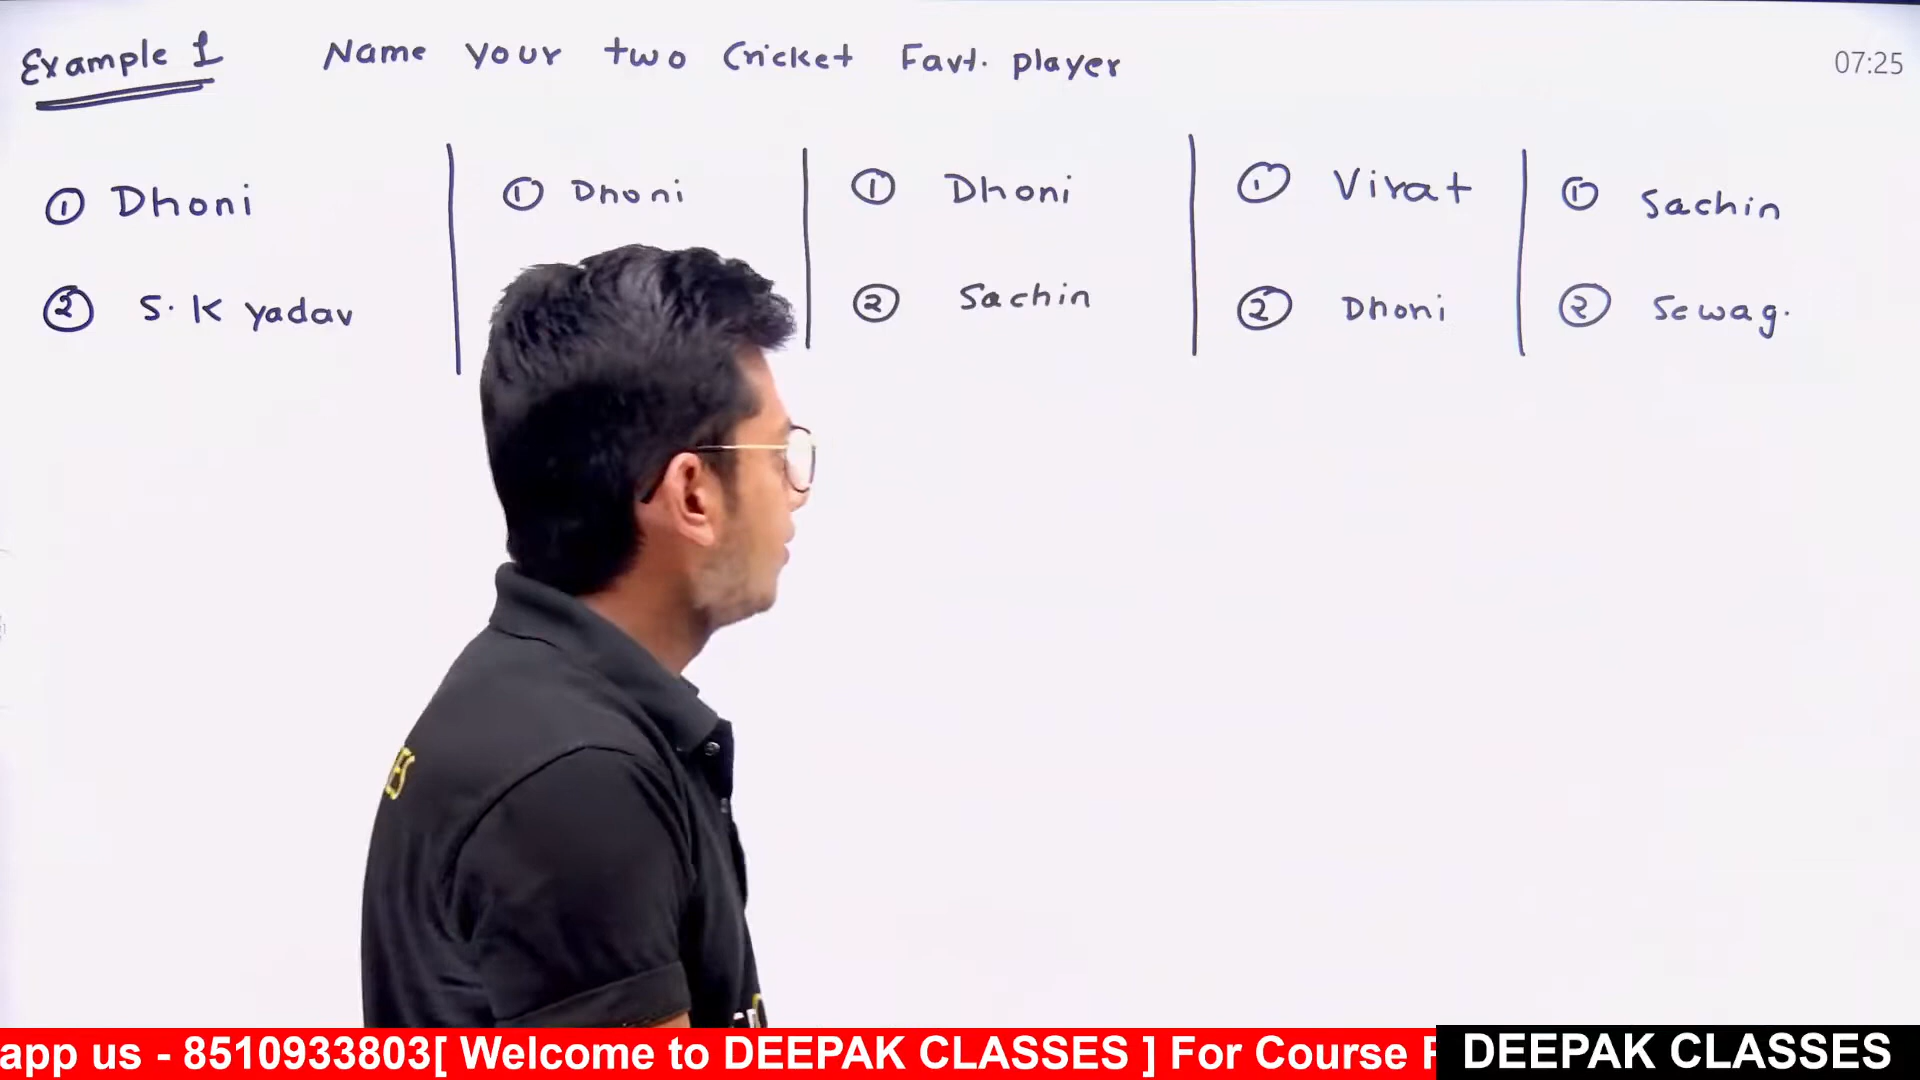 Example 1 Name your two Cricket Favt. player
07:25
① Dhoni
② S. K yadav
① Dhoni
① Dhoni
② Sachin
① Virat
② Dhoni
① Sachin
② Sewag.
ES
app us - 8510933803[ Welcome to DEEPAK CLASSES ] For Course
DEEPAK CLASSES